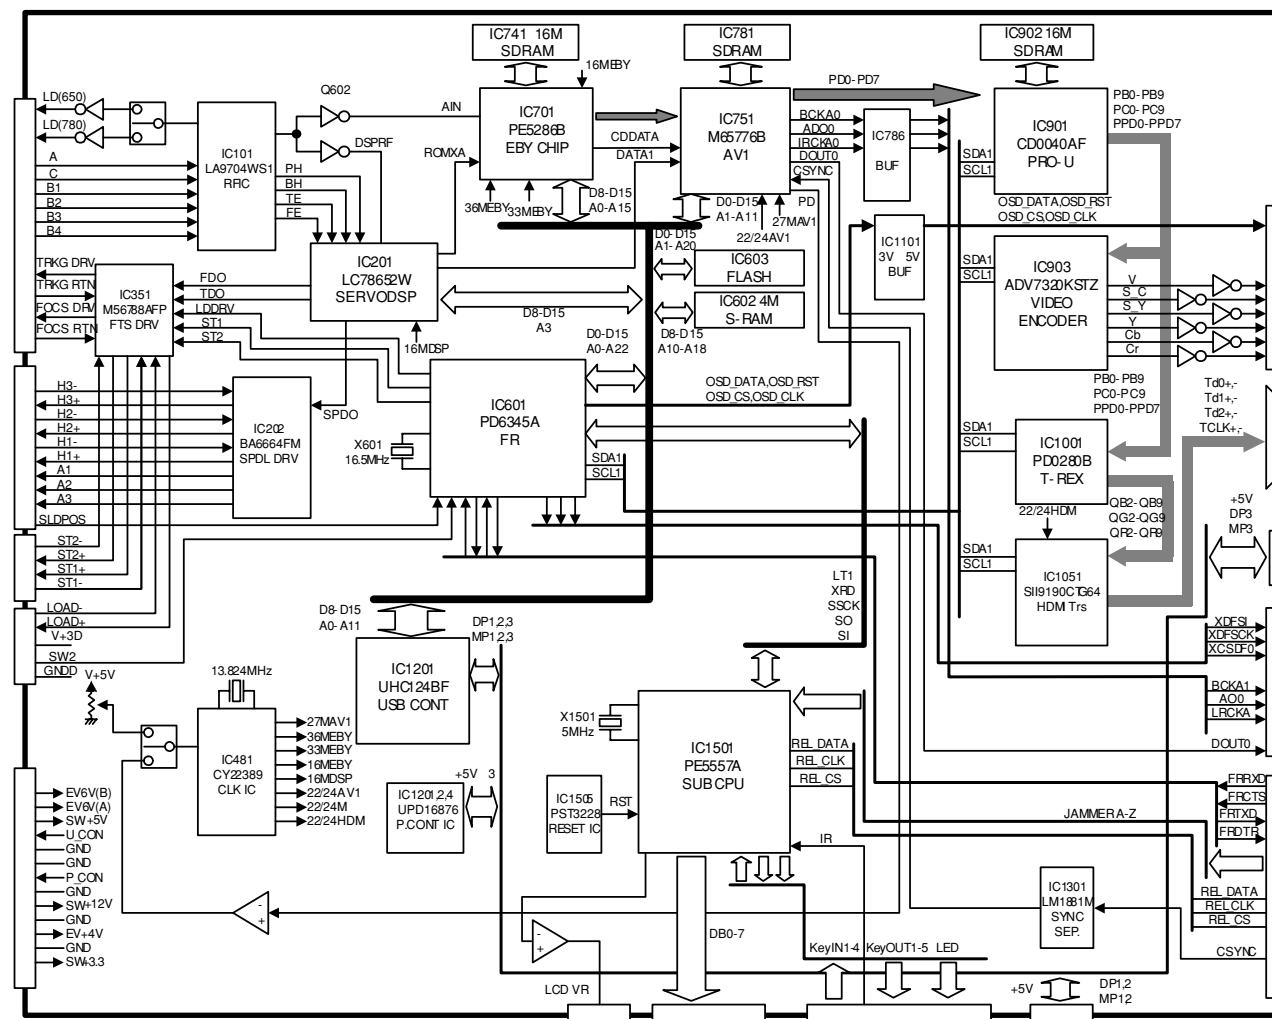 IC741 16M
SDRAM
IC781
SDRAM
IC902 16M
SDRAM
16MEBY
PD0-PD7
Q602
LD(650)
LD(780)
AIN
DSPRF
ROMXA
IC701
PE5286B
EBY CHIP
CDDATA
DATA1
IC751
M65776B
AV1
BCKA0
ADO0
IRCKA0
DOUT0
CSYNC
PD
IC786
BUF
SDA1
SCL1
IC901
CD0040AF
PRO-U
PB0-PB9
PC0-PC9
PPD0-PPD7
A
C
B1
B2
B3
B4
IC101
LA9704WS1
RRC
PH
BH
TE
FE
36MEBY
33MEBY
D8-D15
A0-A15
D0-D15
A1-A11
27MAV1
22/24AV1
OSD_DATA,OSD_RST
OSD_CS,OSD_CLK
D0-D15
A1-A20
IC603
FLASH
IC602 4M
S-RAM
D8-D15
A10-A18
IC1101
3V 5V
BUF
SDA1
SCL1
IC903
ADV7320KSTZ
VIDEO
ENCODER
V
S_C
S_Y
Y
Cb
Cr
TRKG DRV
TRKG RTN
FOCS DRV
FOCS RTN
IC351
M56788AFP
FTS DRV
FDO
TDO
LDDRV
ST1
ST2
IC201
LC78652W
SERVODSP
16MDSP
D8-D15
A3
D0-D15
A0-A22
OSD_DATA,OSD_RST
OSD_CS,OSD_CLK
PB0-PB9
PC0-PC9
PPD0-PPD7
Td0+,-
Td1+,-
Td2+,-
TCLK+,-
H3-
H3+
H2-
H2+
H1-
H1+
A1
A2
A3
SLDPOS
IC202
BA6664FM
SPDL DRV
SPDO
X601
16.5MHz
IC601
PD6345A
FR
SDA1
SCL1
SDA1
SCL1
IC1001
PD0280B
T-REX
22/24HDM
QB2-QB9
QG2-QG9
QR2-QR9
+5V
DP3
MP3
ST2-
ST2+
ST1+
ST1-
LOAD-
LOAD+
V+3D
SW2
GNDD
SDA1
SCL1
IC1051
SII9190CTG64
HDMI Trs
LT1
XRD
SSCK
SO
SI
XDFSI
XDFSCK
XCSDF0
BCKA1
AO0
LRCKA
DOUT0
D8-D15
A0-A11
DP1,2,3
MP1,2,3
IC1201
UHC124BF
USB CONT
V+5V
13.824MHz
IC481
CY22389
CLK IC
27MAV1
36MEBY
33MEBY
16MEBY
16MDSP
22/24AV1
22/24M
22/24HDM
+5V 3
IC1201,2,4
UPD16876
P.CONT IC
X1501
5MHz
IC1501
PE5557A
SUB CPU
IC1505
PST3228
RESET IC
RST
REL_DATA
REL_CLK
REL_CS
IR
JAMMER A-Z
FRRXD
FRCTS
FRTXD
FRDTR
EV6V(B)
EV6V(A)
SW+5V
U_CON
GND
GND
P_CON
GND
SW+12V
GND
EV+4V
GND
SW+3.3
-
+
-
+
LCD VR
DB0-7
KeyIN1-4
KeyOUT1-5
LED
IC1301
LM1881M
SYNC
SEP.
REL_DATA
REL_CLK
REL_CS
CSYNC
+5V
DP1,2
MP12